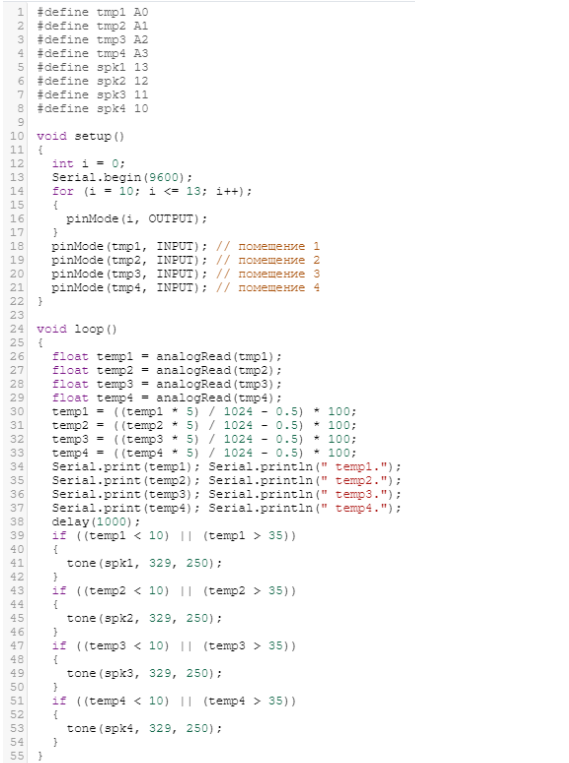 1 #define tmp1 A0
2 #define tmp2 A1
3 #define tmp3 A2
4 #define tmp4 A3
5 #define spk1 13
6 #define spk2 12
7 #define spk3 11
8 #define spk4 10
9
10 void setup()
11 {
12   int i = 0;
13   Serial.begin(9600);
14   for (i = 10; i <= 13; i++);
15   {
16     pinMode(i, OUTPUT);
17   }
18   pinMode(tmp1, INPUT); // помещение 1
19   pinMode(tmp2, INPUT); // помещение 2
20   pinMode(tmp3, INPUT); // помещение 3
21   pinMode(tmp4, INPUT); // помещение 4
22 }
23
24 void loop()
25 {
26   float temp1 = analogRead(tmp1);
27   float temp2 = analogRead(tmp2);
28   float temp3 = analogRead(tmp3);
29   float temp4 = analogRead(tmp4);
30   temp1 = ((temp1 * 5) / 1024 - 0.5) * 100;
31   temp2 = ((temp2 * 5) / 1024 - 0.5) * 100;
32   temp3 = ((temp3 * 5) / 1024 - 0.5) * 100;
33   temp4 = ((temp4 * 5) / 1024 - 0.5) * 100;
34   Serial.print(temp1); Serial.println(" temp1.");
35   Serial.print(temp2); Serial.println(" temp2.");
36   Serial.print(temp3); Serial.println(" temp3.");
37   Serial.print(temp4); Serial.println(" temp4.");
38   delay(1000);
39   if ((temp1 < 10) || (temp1 > 35))
40   {
41     tone(spk1, 329, 250);
42   }
43   if ((temp2 < 10) || (temp2 > 35))
44   {
45     tone(spk2, 329, 250);
46   }
47   if ((temp3 < 10) || (temp3 > 35))
48   {
49     tone(spk3, 329, 250);
50   }
51   if ((temp4 < 10) || (temp4 > 35))
52   {
53     tone(spk4, 329, 250);
54   }
55 }